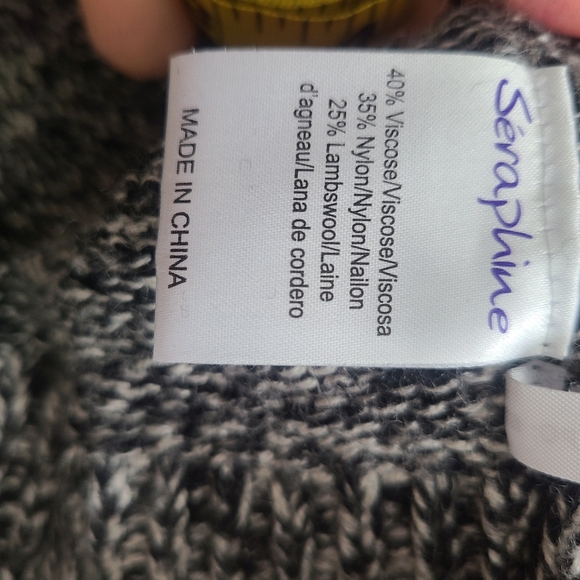 Séraphine
40% Viscose/Viscose/Viscosa
35% Nylon/Nylon/Nailon
25% Lambswool/Laine
d'agneau/Lana de cordero
MADE IN CHINA